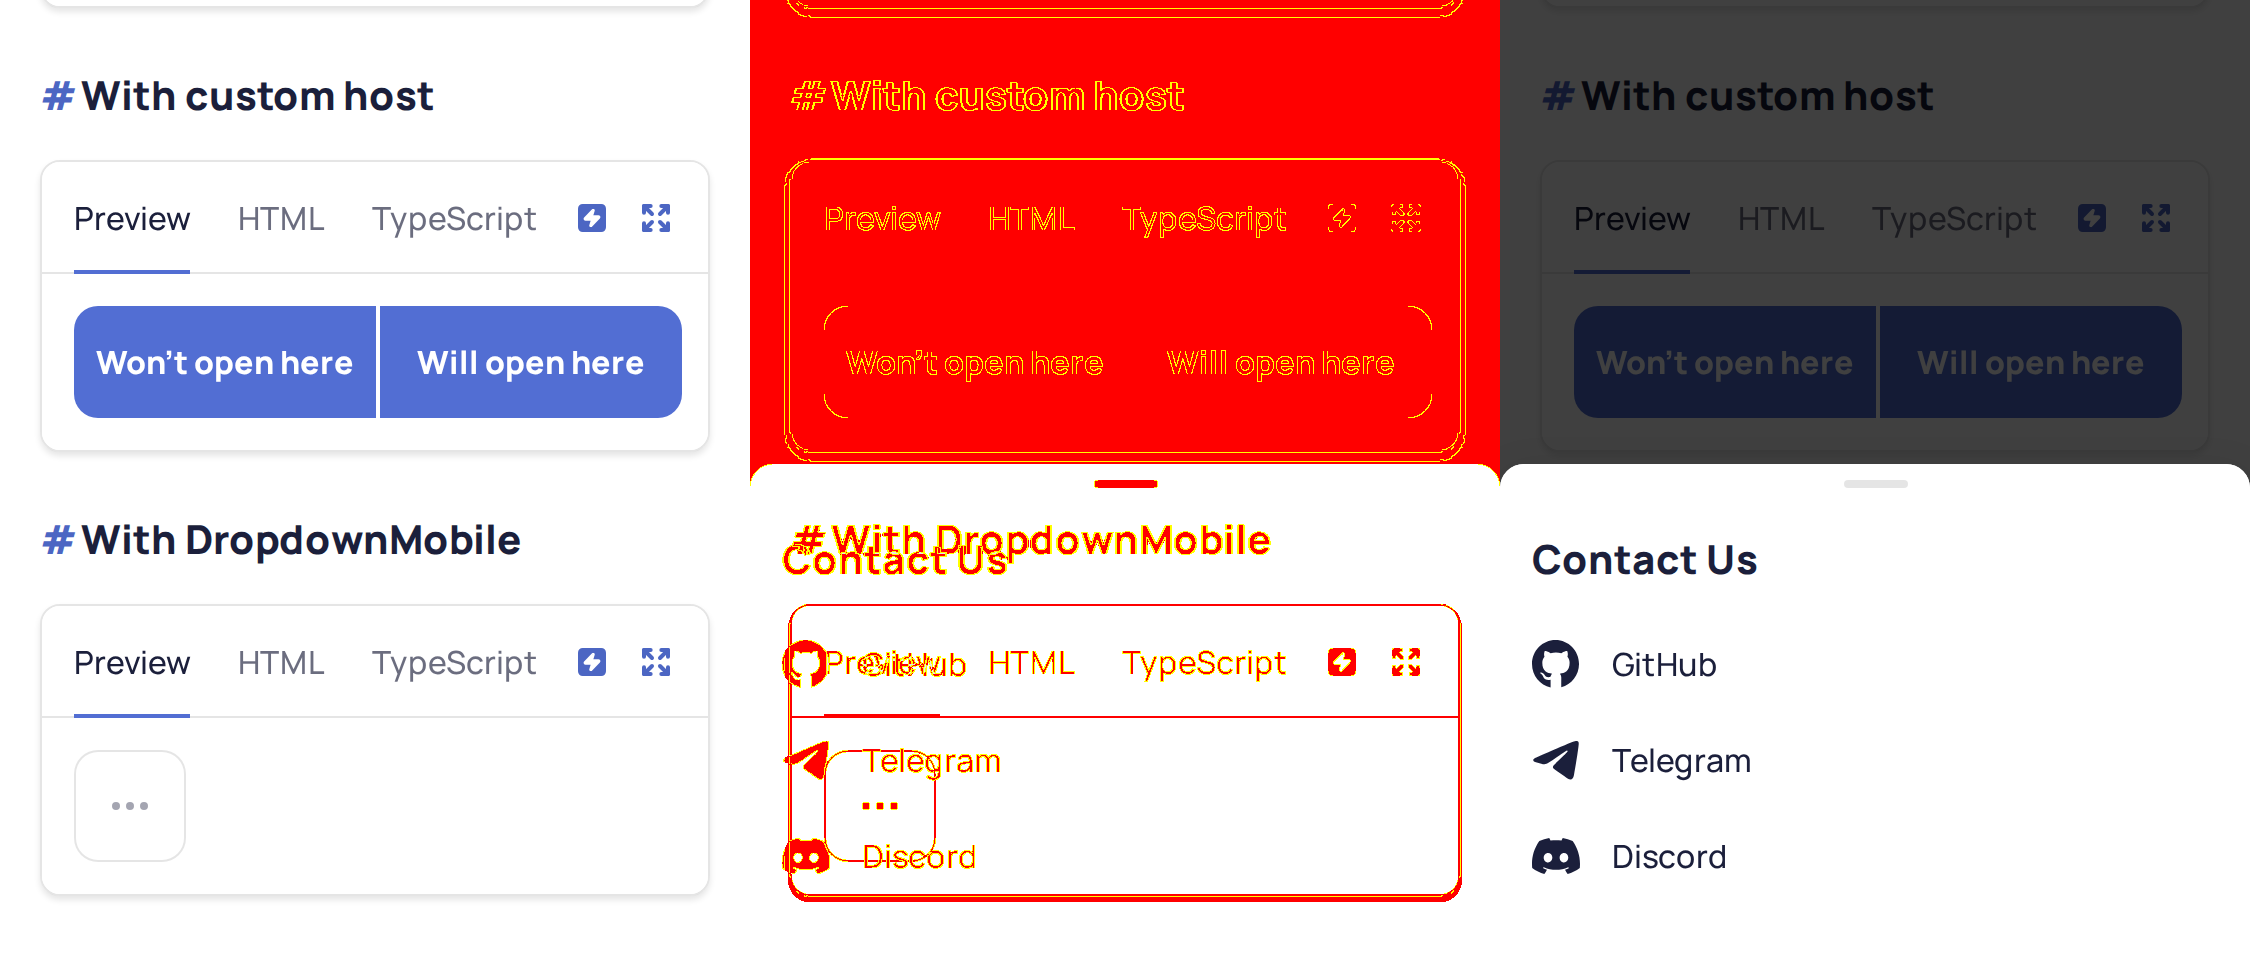 # With custom host
Preview HTML TypeScript
Won't open here Will open here
# With DropdownMobile
Preview HTML TypeScript
# With custom host
Preview HTML TypeScript
Won't open here Will open here
# With DropdownMobile
Contact Us
Preview GitHub HTML TypeScript
Telegram
Discord
# With custom host
Preview HTML TypeScript
Won't open here Will open here
Contact Us
GitHub
Telegram
Discord